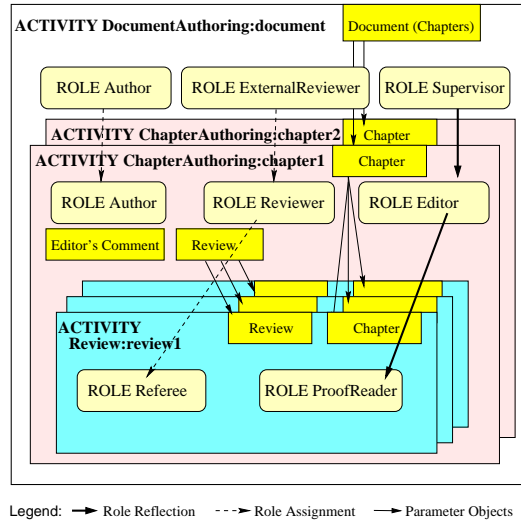 ACTIVITY DocumentAuthoring:document
Document (Chapters)
ROLE Author
ROLE ExternalReviewer
ROLE Supervisor
ACTIVITY ChapterAuthoring:chapter2
Chapter
ACTIVITY ChapterAuthoring:chapter1
Chapter
ROLE Author
ROLE Reviewer
ROLE Editor
Editor's Comment
Review
ACTIVITY
Review:review1
Review
Chapter
ROLE Referee
ROLE ProofReader
Legend: Role Reflection Role Assignment Parameter Objects